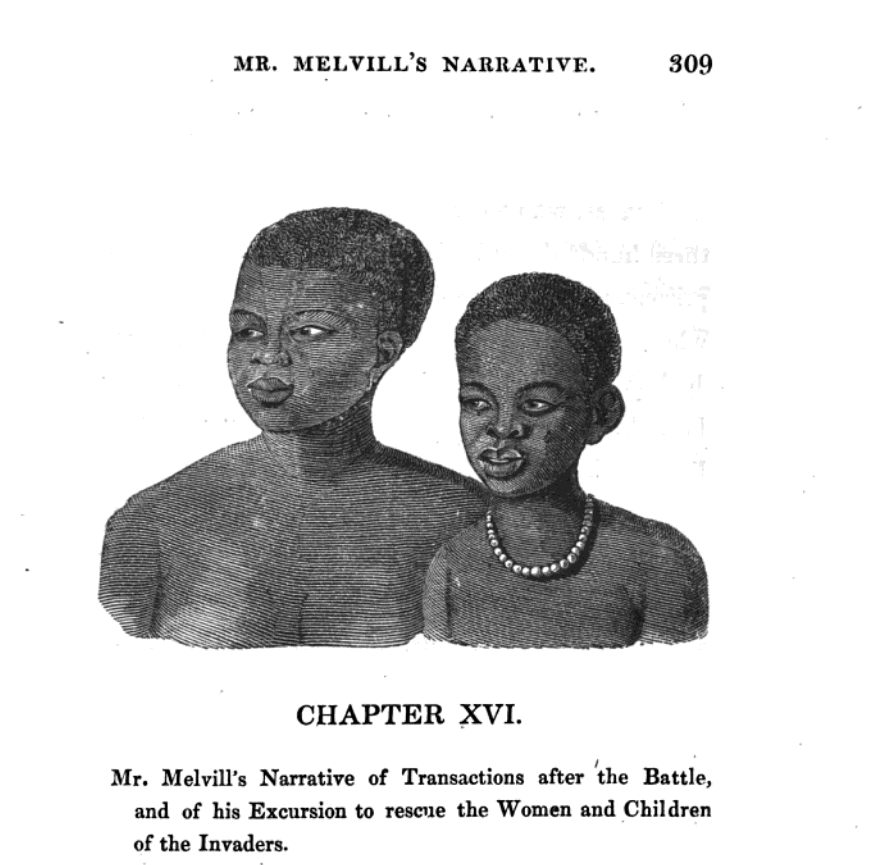 MR. MELVILL'S NARRATIVE. 309
CHAPTER XVI.
Mr. Melvill's Narrative of Transactions after the Battle,
and of his Excursion to rescue the Women and Children
of the Invaders.